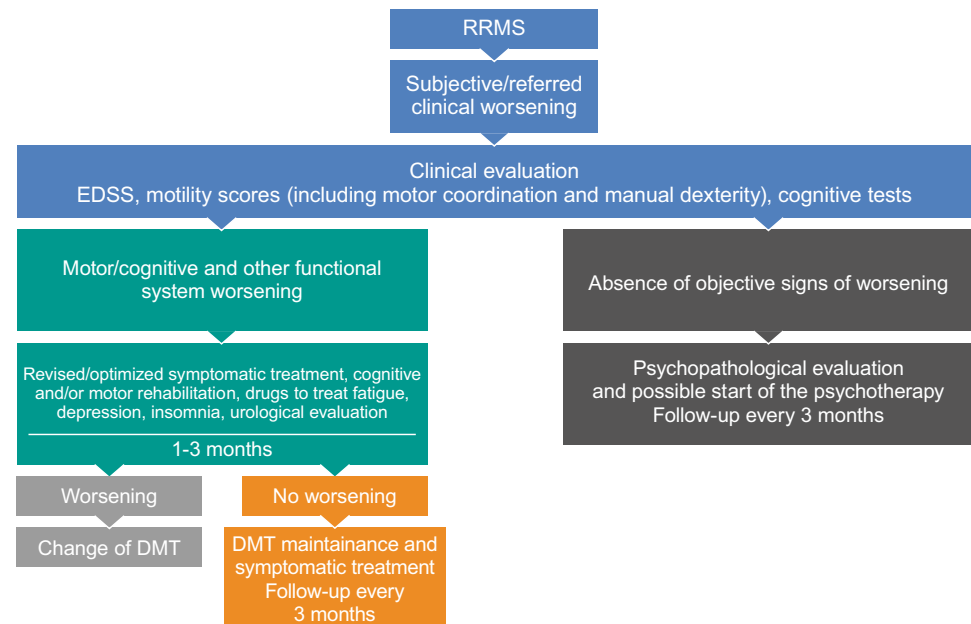 RRMS
Subjective/referred
clinical worsening
Clinical evaluation
EDSS, motility scores (including motor coordination and manual dexterity), cognitive tests
Motor/cognitive and other functional
system worsening
Absence of objective signs of worsening
Revised/optimized symptomatic treatment, cognitive
and/or motor rehabilitation, drugs to treat fatigue,
depression, insomnia, urological evaluation
1-3 months
Psychopathological evaluation
and possible start of the psychotherapy
Follow-up every 3 months
Worsening
No worsening
Change of DMT
DMT maintainance and
symptomatic treatment
Follow-up every
3 months